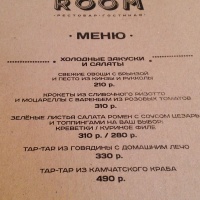 ROOM
РЕСТОБАР-ГОСТИНАЯ
МЕНЮ
ХОЛОДНЫЕ ЗАКУСКИ
И САЛАТЫ
СВЕЖИЕ ОВОЩИ С БРЫНЗОЙ
И ПЕСТО ИЗ КИНЗЫ И РУККОЛЫ
210 р.
КРОКЕТЫ ИЗ СЛИВОЧНОГО РИЗОТТО
И МОЦАРЕЛЛЫ С ВАРЕНЬЕМ ИЗ РОЗОВЫХ ТОМАТОВ
310 р.
ЗЕЛЁНЫЕ ЛИСТЬЯ САЛАТА РОМЕН С СОУСОМ ЦЕЗАРЬ
И ТОППИНГАМИ НА ВАШ ВЫБОР:
КРЕВЕТКИ / КУРИНОЕ ФИЛЕ
310 р. / 280 р.
ТАР-ТАР ИЗ ГОВЯДИНЫ С ДОМАШНИМ ЛЕЧО
330 р.
ТАР-ТАР ИЗ КАМЧАТСКОГО КРАБА
490 р.